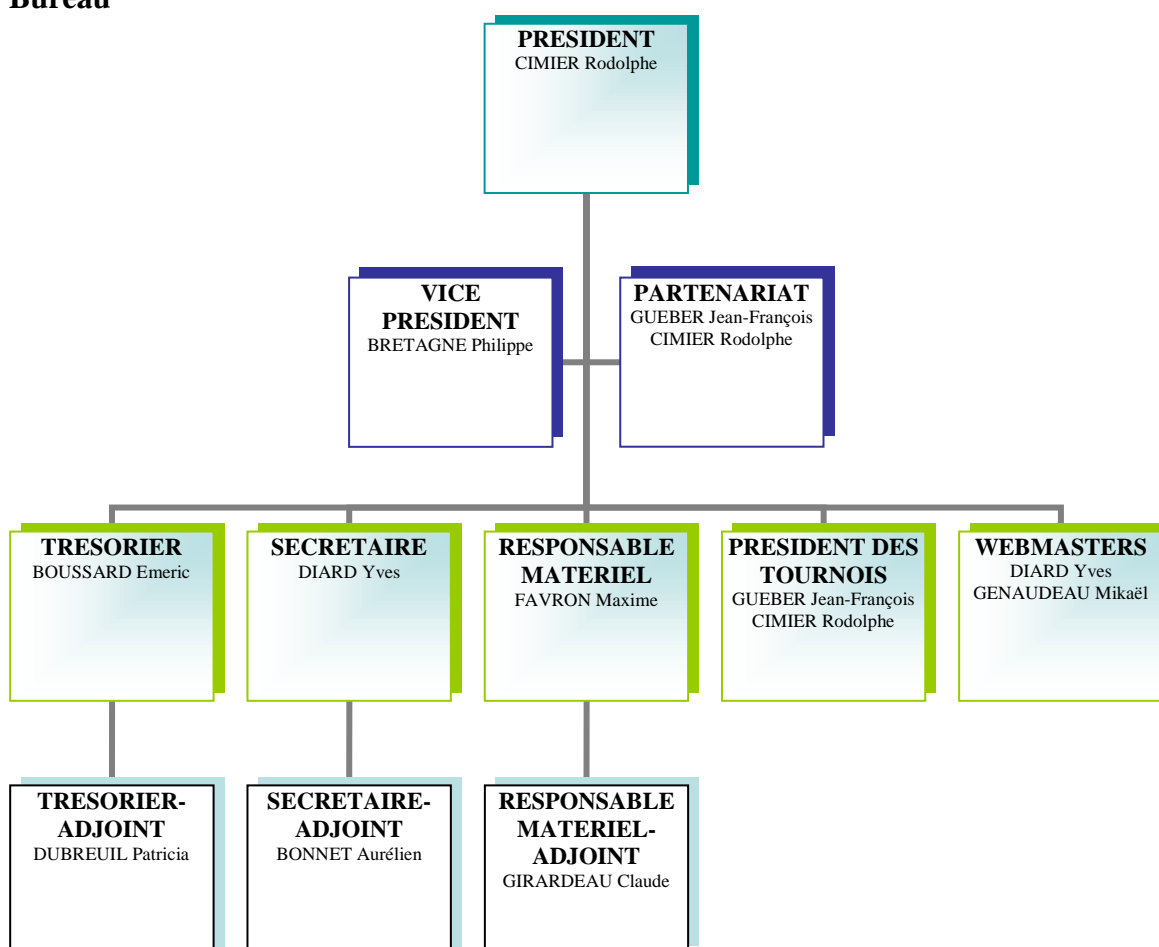 Bureau
PRESIDENT
CIMIER Rodolphe
VICE
PRESIDENT
BRETAGNE Philippe
PARTENARIAT
GUEBER Jean-François
CIMIER Rodolphe
TRESORIER
BOUSSARD Emeric
SECRETAIRE
DIARD Yves
RESPONSABLE
MATERIEL
FAVRON Maxime
PRESIDENT DES
TOURNOIS
GUEBER Jean-François
CIMIER Rodolphe
WEBMASTERS
DIARD Yves
GENAUDEAU Mikaël
TRESORIER-
ADJOINT
DUBREUIL Patricia
SECRETAIRE-
ADJOINT
BONNET Aurélien
RESPONSABLE
MATERIEL-
ADJOINT
GIRARDEAU Claude